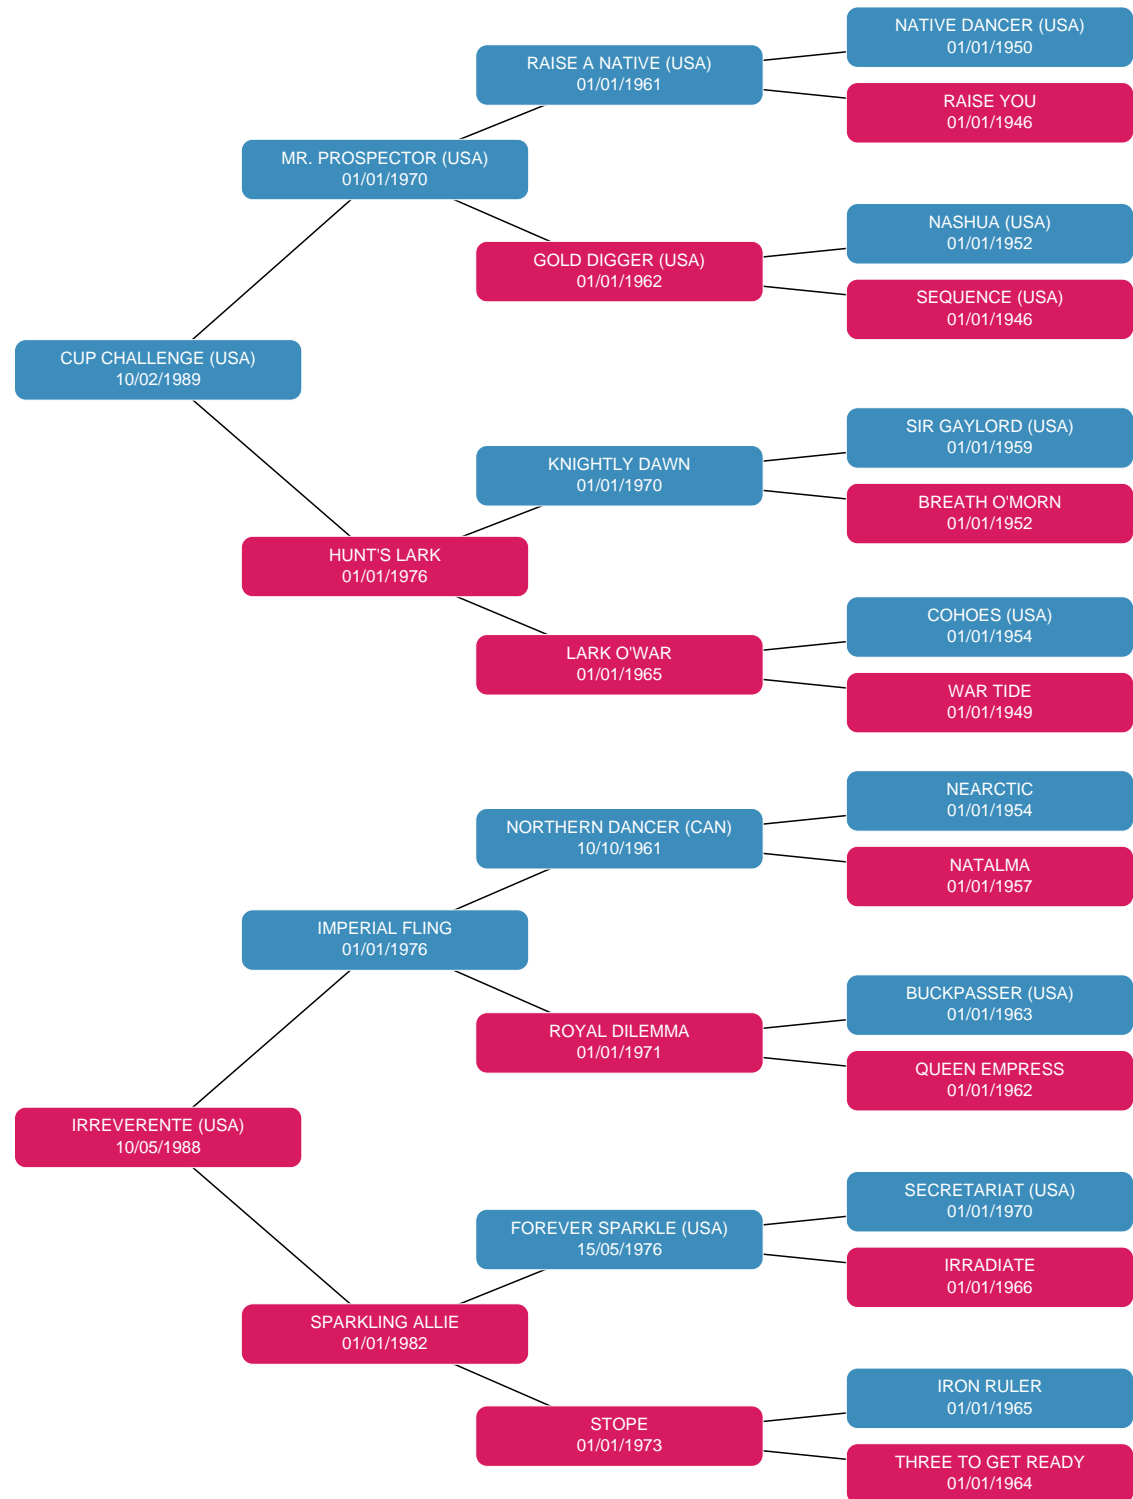 NATIVE DANCER (USA)
01/01/1950
RAISE A NATIVE (USA)
01/01/1961
RAISE YOU
01/01/1946
MR. PROSPECTOR (USA)
01/01/1970
NASHUA (USA)
01/01/1952
GOLD DIGGER (USA)
01/01/1962
SEQUENCE (USA)
01/01/1946
CUP CHALLENGE (USA)
10/02/1989
SIR GAYLORD (USA)
01/01/1959
KNIGHTLY DAWN
01/01/1970
BREATH O'MORN
01/01/1952
HUNT'S LARK
01/01/1976
COHOES (USA)
01/01/1954
LARK O'WAR
01/01/1965
WAR TIDE
01/01/1949
NEARCTIC
01/01/1954
NORTHERN DANCER (CAN)
10/10/1961
NATALMA
01/01/1957
IMPERIAL FLING
01/01/1976
BUCKPASSER (USA)
01/01/1963
ROYAL DILEMMA
01/01/1971
QUEEN EMPRESS
01/01/1962
IRREVERENTE (USA)
10/05/1988
SECRETARIAT (USA)
01/01/1970
FOREVER SPARKLE (USA)
15/05/1976
IRRADIATE
01/01/1966
SPARKLING ALLIE
01/01/1982
IRON RULER
01/01/1965
STOPE
01/01/1973
THREE TO GET READY
01/01/1964